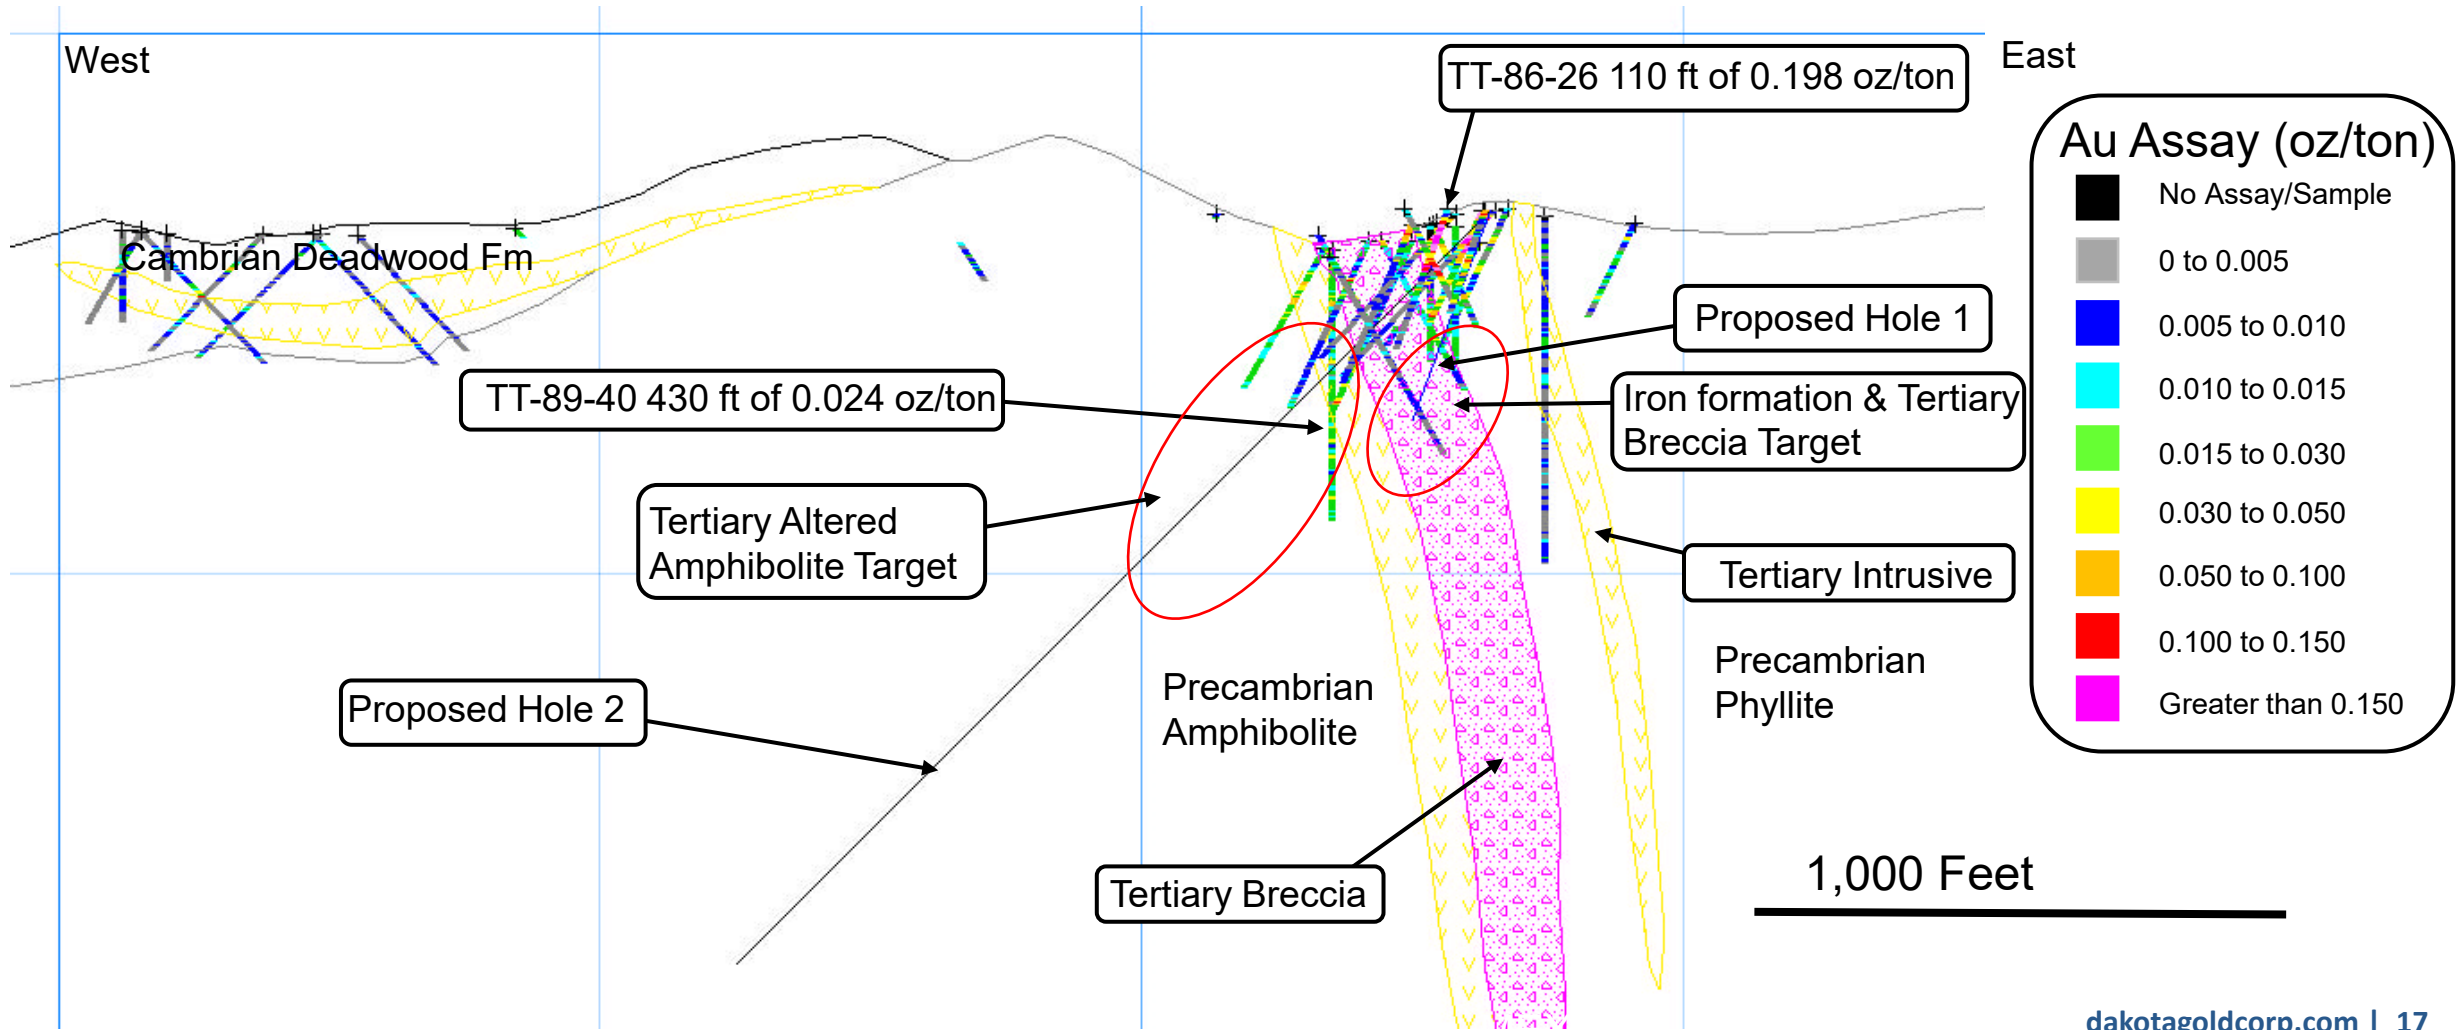 West
East
TT-86-26 110 ft of 0.198 oz/ton
Au Assay (oz/ton)
No Assay/Sample
0 to 0.005
0.005 to 0.010
0.010 to 0.015
0.015 to 0.030
0.030 to 0.050
0.050 to 0.100
0.100 to 0.150
Greater than 0.150
Cambrian Deadwood Fm
Proposed Hole 1
TT-89-40 430 ft of 0.024 oz/ton
Iron formation & Tertiary
Breccia Target
Tertiary Altered
Amphibolite Target
Tertiary Intrusive
Proposed Hole 2
Precambrian
Amphibolite
Precambrian
Phyllite
Tertiary Breccia
1,000 Feet
dakotagoldcorp.com | 17